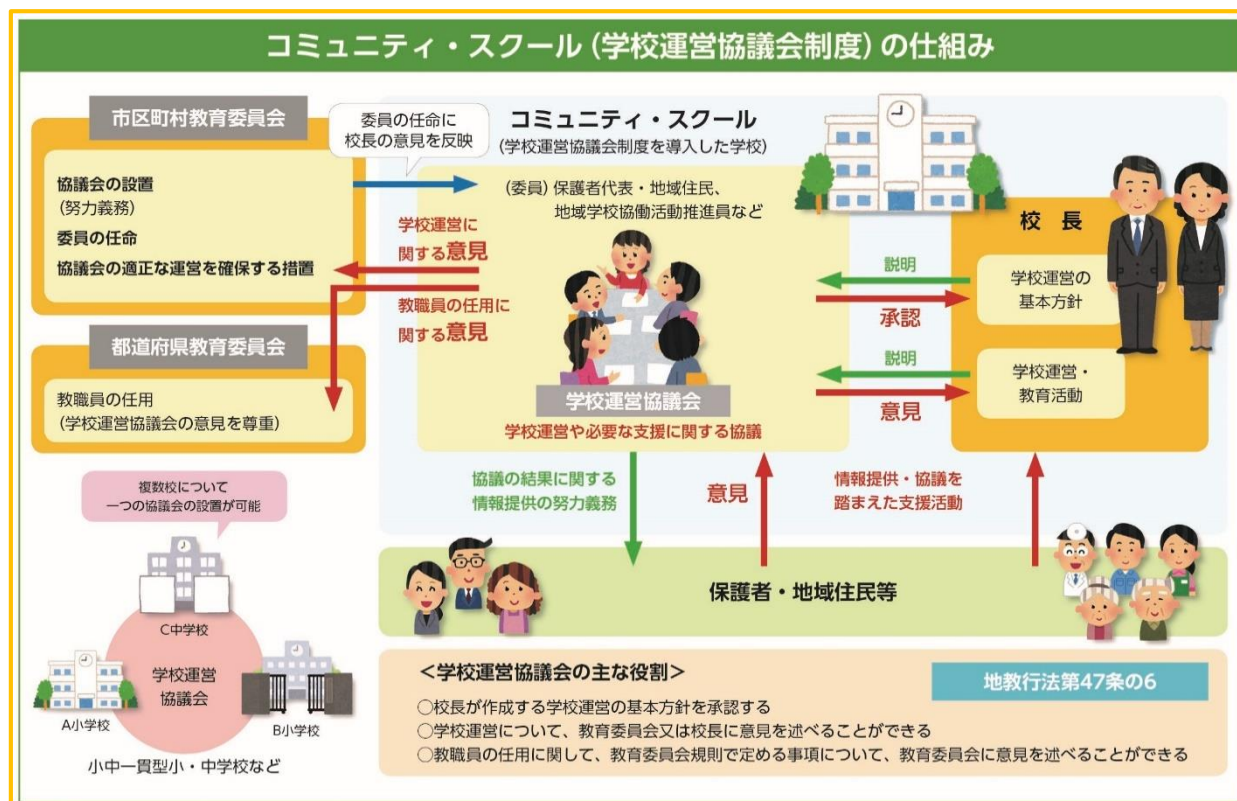 コミュニティ・スクール(学校運営協議会制度)の仕組み
市区町村教育委員会
協議会の設置
(努力義務)
委員の任命
協議会の適正な運営を確保する措置
委員の任命に
校長の意見を反映
都道府県教育委員会
教職員の任用
(学校運営協議会の意見を尊重)
学校運営に
関する意見
教職員の任用に
関する意見
コミュニティ・スクール
(学校運営協議会制度を導入した学校)
(委員) 保護者代表・地域住民、
地域学校協働活動推進員など
学校運営協議会
学校運営や必要な支援に関する協議
説明
承認
説明
意見
校長
学校運営の
基本方針
学校運営・
教育活動
協議の結果に関する
情報提供の努力義務
意見
情報提供・協議を
踏まえた支援活動
保護者・地域住民等
複数校について
一つの協議会の設置が可能
C中学校
学校運営
協議会
A小学校
B小学校
小中一貫型小・中学校など
<学校運営協議会の主な役割>
地教行法第47条の6
○校長が作成する学校運営の基本方針を承認する
○学校運営について、教育委員会又は校長に意見を述べることができる
○教職員の任用に関して、教育委員会規則で定める事項について、教育委員会に意見を述べることができる